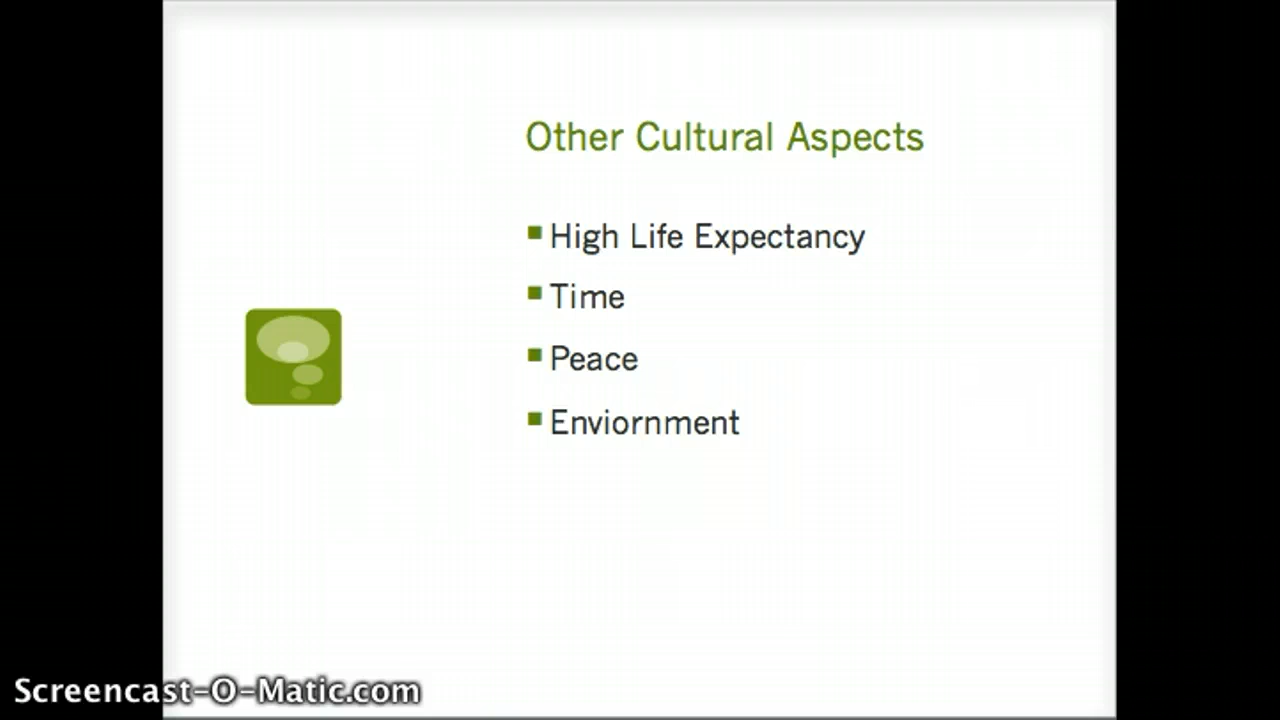 Other Cultural Aspects
High Life Expectancy
Time
Peace
Enviornment
Screencast-O-Matic.com